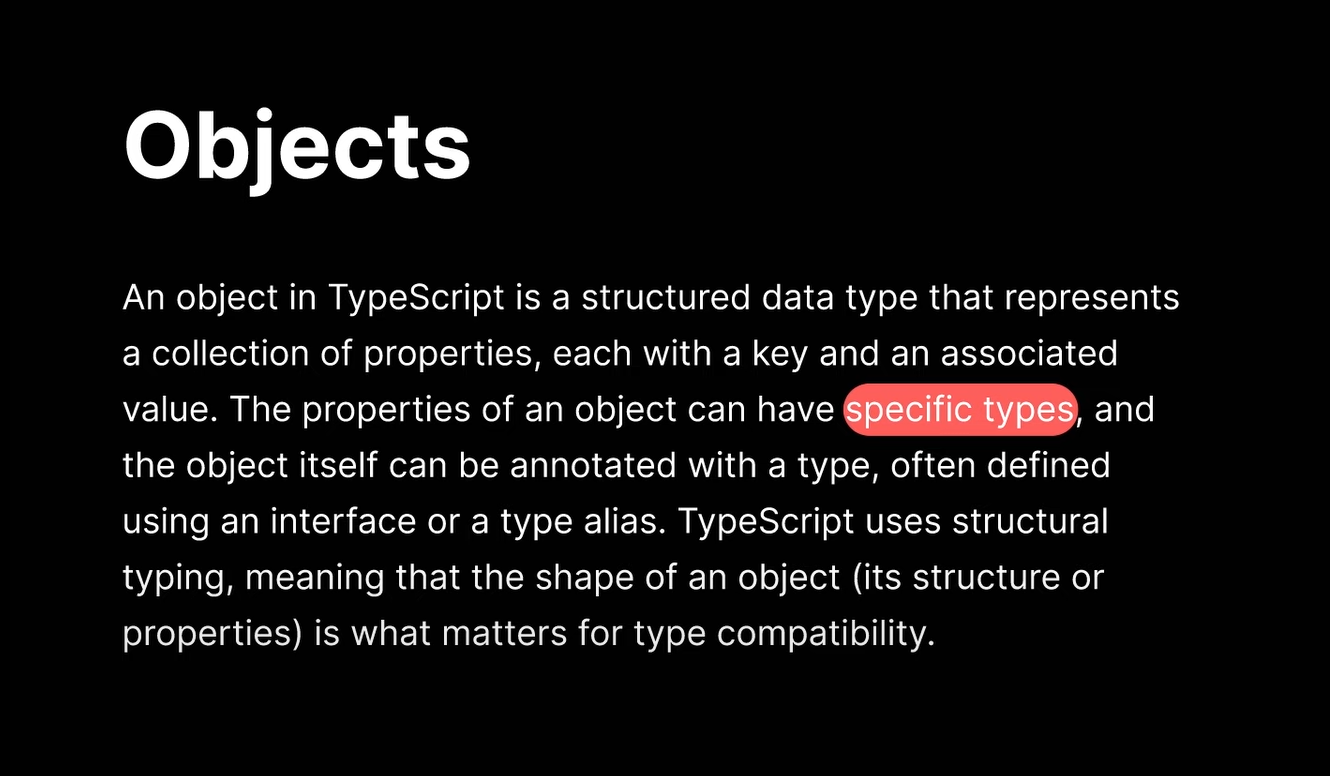 Objects
An object in TypeScript is a structured data type that represents
a collection of properties, each with a key and an associated
value. The properties of an object can have specific types, and
the object itself can be annotated with a type, often defined
using an interface or a type alias. TypeScript uses structural
typing, meaning that the shape of an object (its structure or
properties) is what matters for type compatibility.